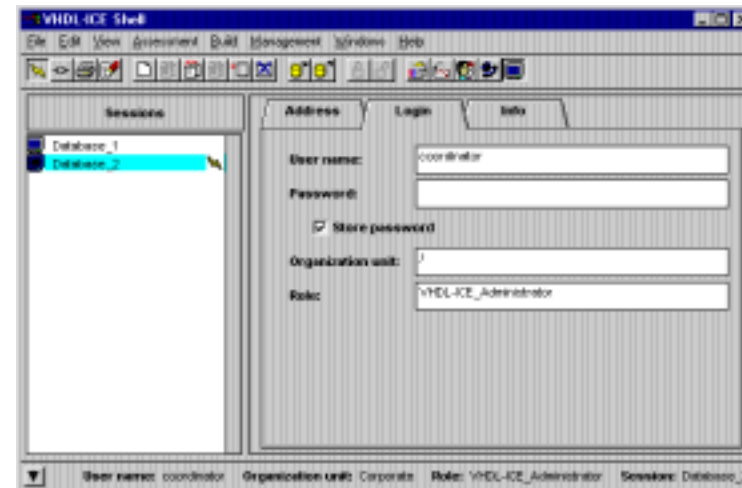 VHDL-ICE Shell
File Edit View Assessment Build Management Windows Help
Sessions
Database_1
Database_2
Address Login Info
User name: coordinator
Password:
Store password
Organization unit: /
Role: VHDL-ICE_Administrator
User name: coordinator Organization unit: Corporate Role: VHDL-ICE_Administrator Session: Database_